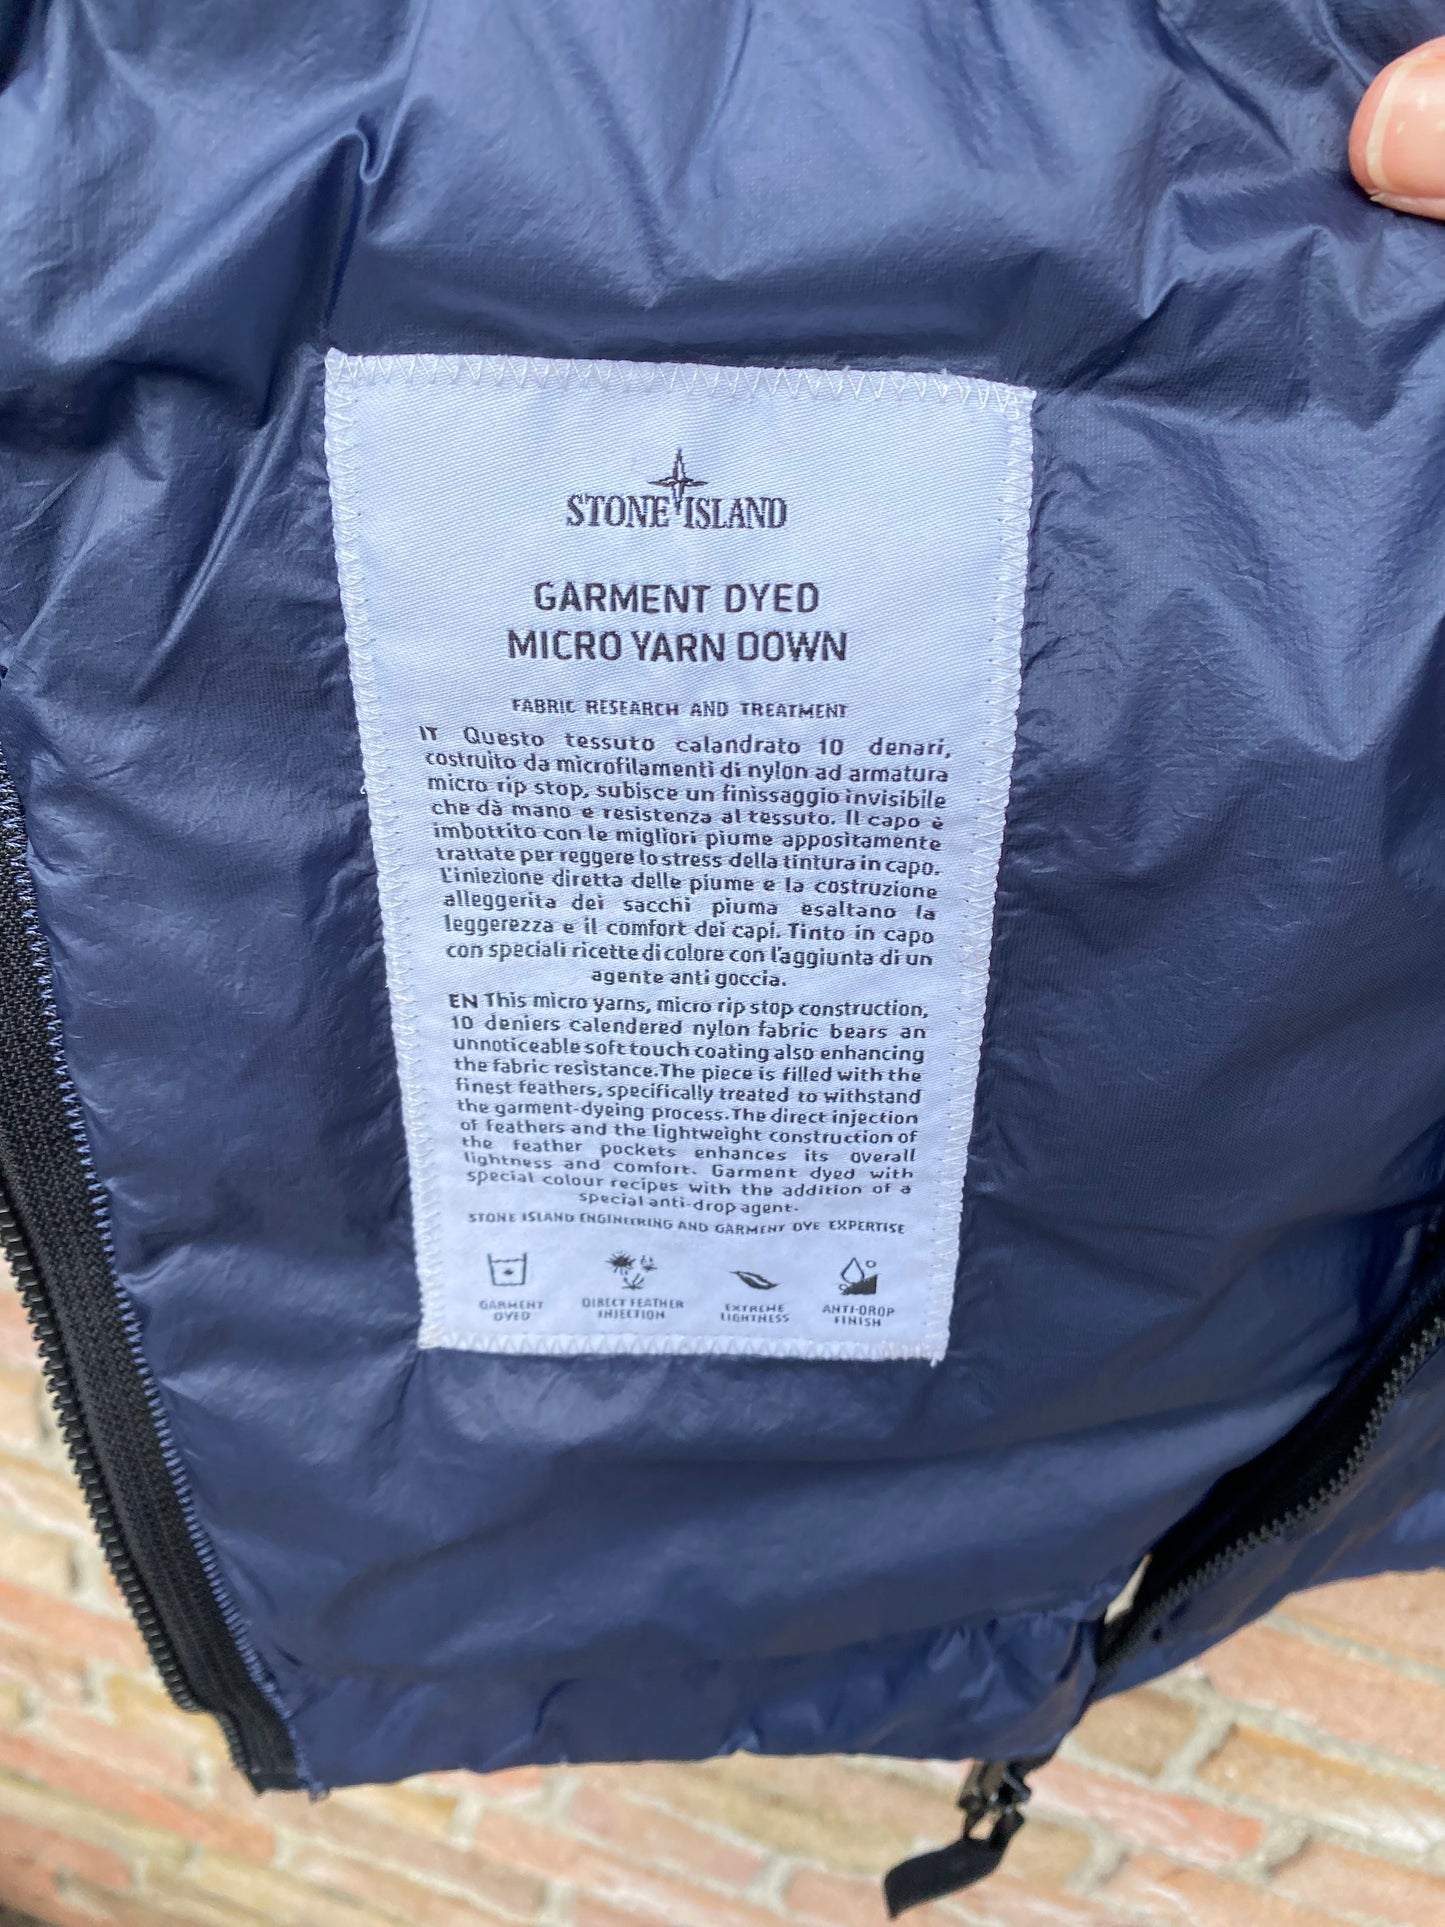 STONE ISLAND
GARMENT DYED
MICRO YARN DOWN
FABRIC RESEARCH AND TREATMENT
IT Questo tessuto calandrato 10 denari,
costruito da microfilamenti di nylon ad armatura
micro rip stop, subisce un finissaggio invisibile
che dà mano e resistenza al tessuto. Il capo è
imbottito con le migliori piume appositamente
trattate per reggere lo stress della tintura in capo.
L'iniezione diretta delle piume e la costruzione
alleggerita dei sacchi piuma esaltano la
leggerezza e il comfort dei capi. Tinto in capo
con speciali ricette di colore con l'aggiunta di un
agente anti goccia.
EN This micro yarns, micro rip stop construction,
10 deniers calendered nylon fabric bears an
unnoticeable soft touch coating also enhancing
the fabric resistance.The piece is filled with the
finest feathers, specifically treated to withstand
the garment-dyeing process.The direct injection
of feathers and the lightweight construction of
the feather pockets enhances its overall
lightness and comfort. Garment dyed with
special colour recipes with the addition of a
special anti-drop agent.
STONE ISLAND ENGINEERING AND GARMENT DYE EXPERTISE
GARMENT DYED
DIRECT FEATHER INJECTION
EXTREME LIGHTNESS
ANTI-DROP FINISH